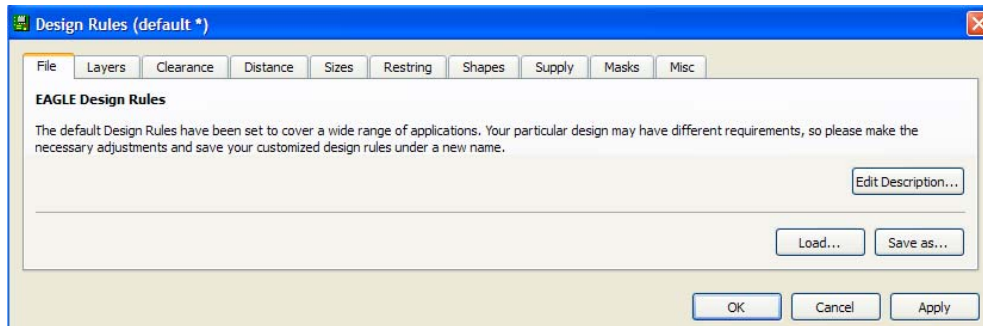 Design Rules (default *)
File Layers Clearance Distance Sizes Restring Shapes Supply Masks Misc
EAGLE Design Rules
The default Design Rules have been set to cover a wide range of applications. Your particular design may have different requirements, so please make the
necessary adjustments and save your customized design rules under a new name.
Edit Description...
Load... Save as...
OK Cancel Apply